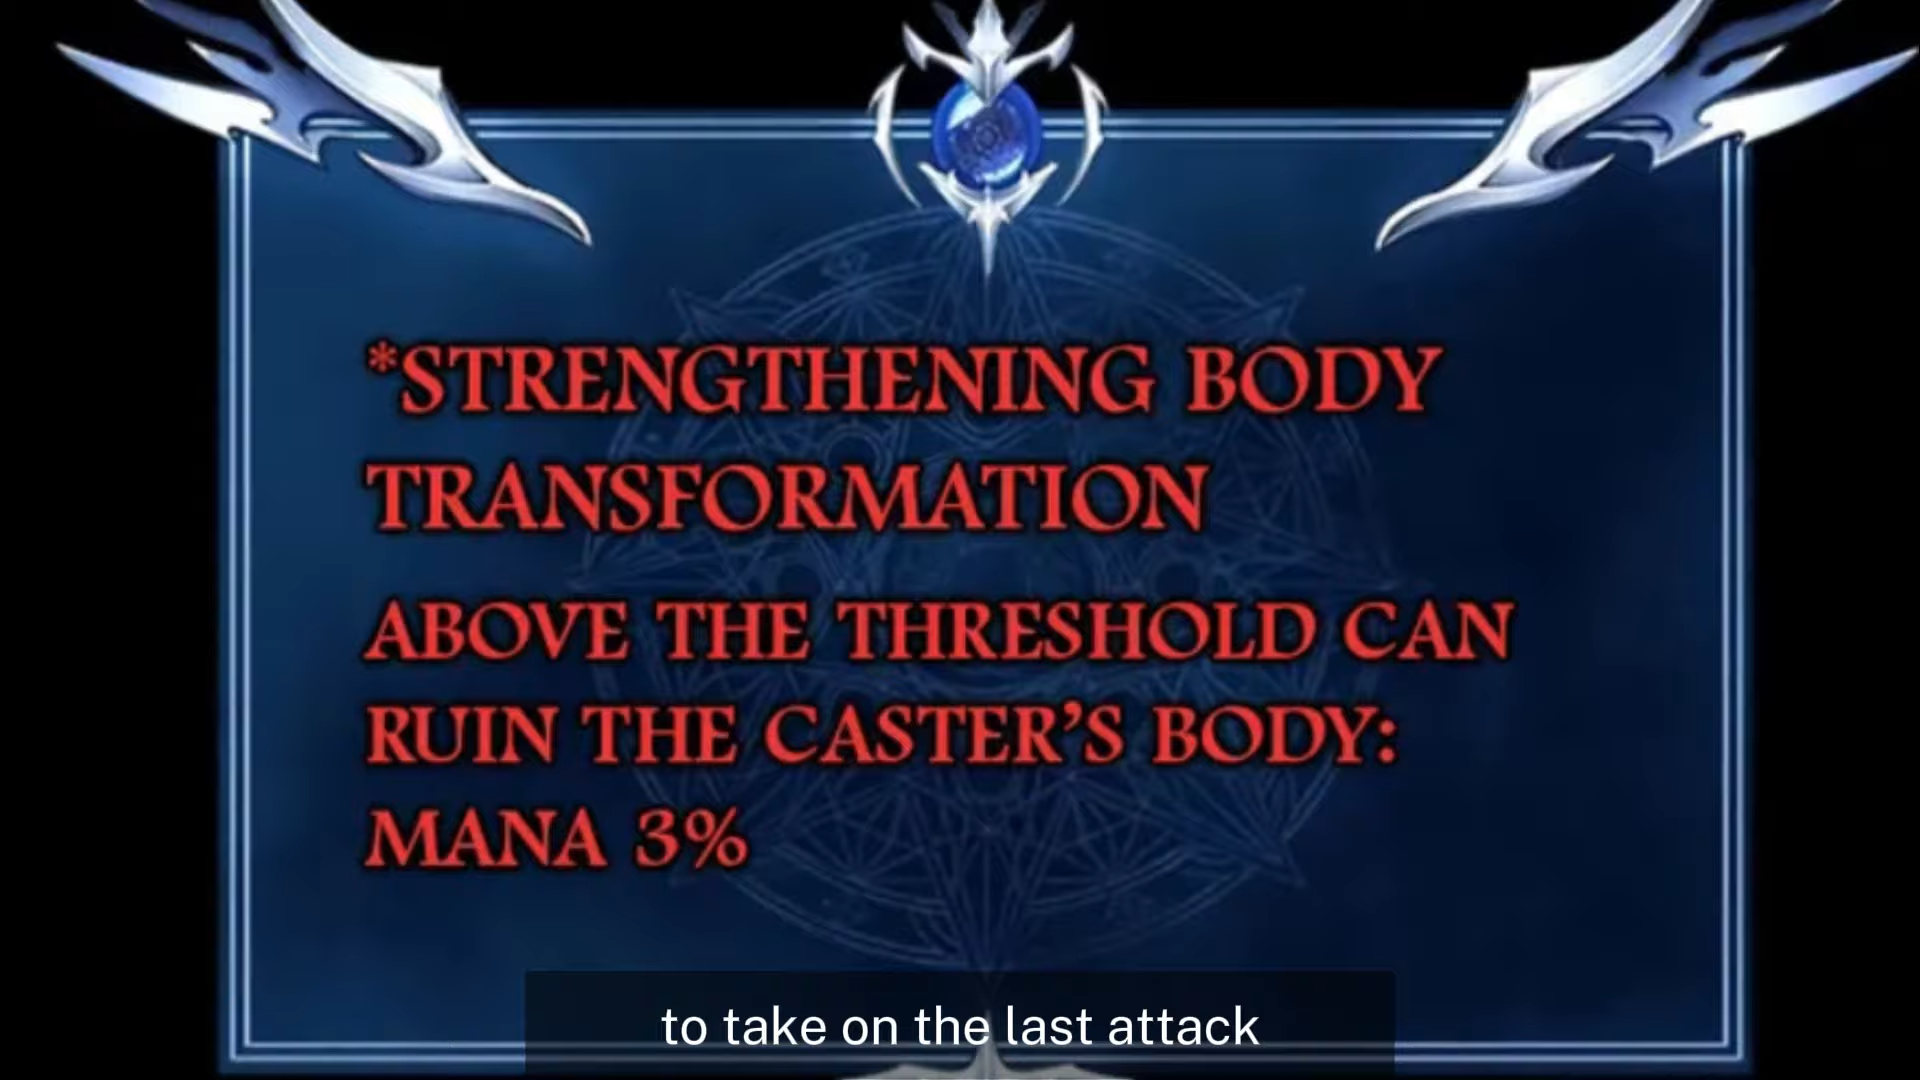 *STRENGTHENING BODY
TRANSFORMATION
ABOVE THE THRESHOLD CAN
RUIN THE CASTER’S BODY:
MANA 3%
to take on the last attack